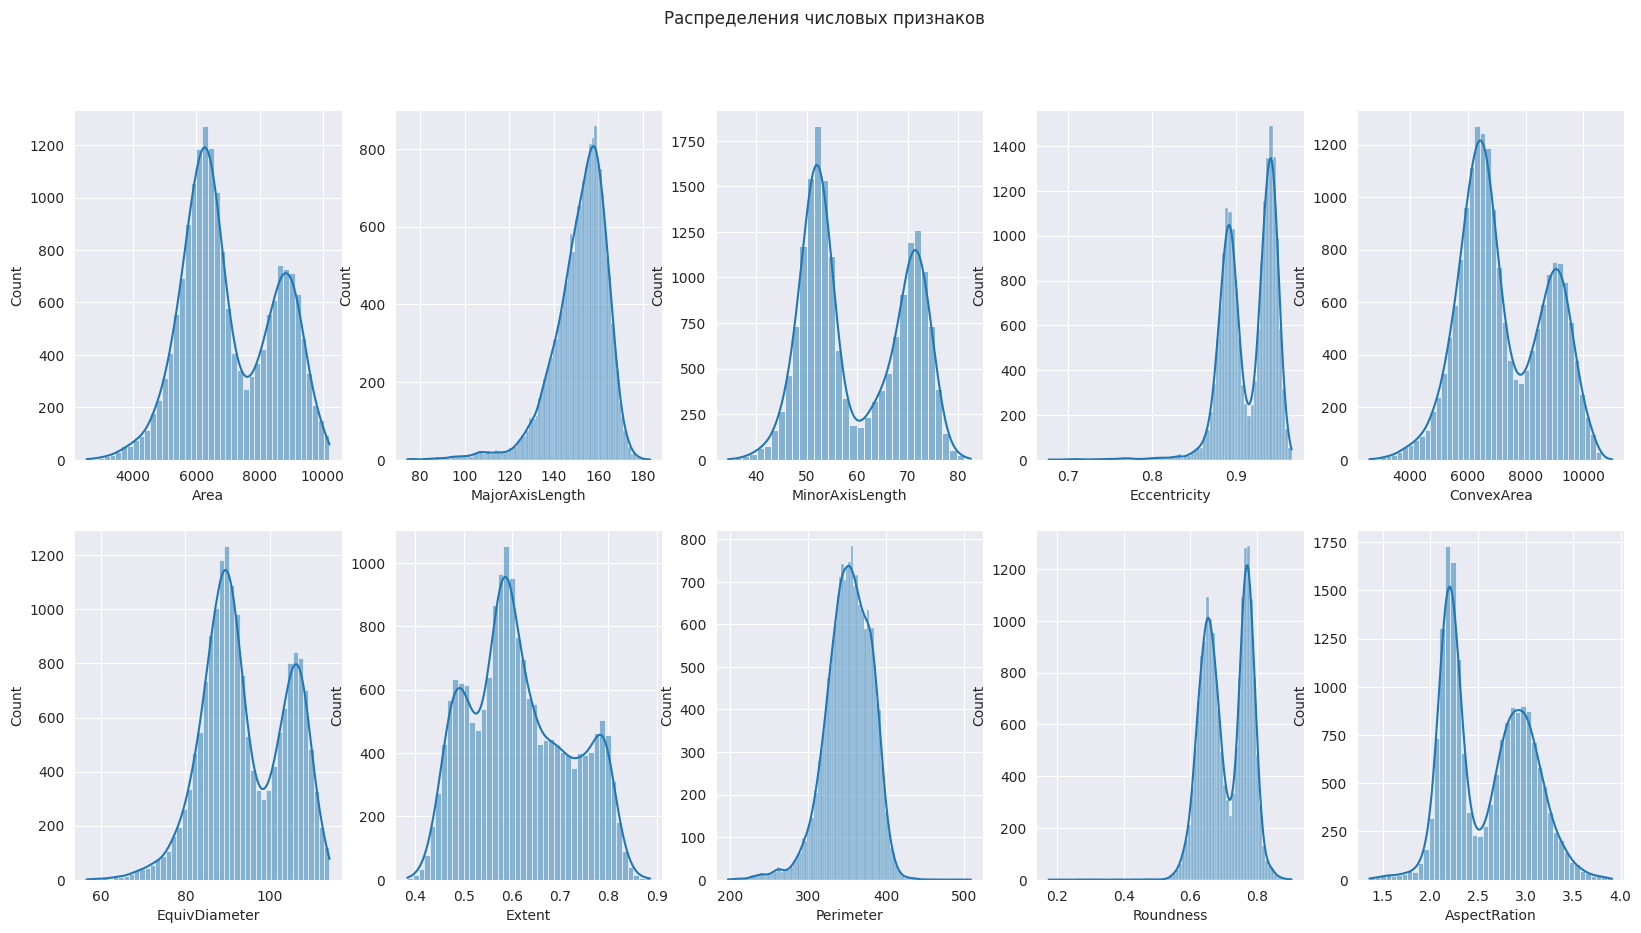 Распределения числовых признаков
Count
0
200
400
600
800
1000
1200
4000 6000 8000 10000
Area
Count
0
200
400
600
800
80 100 120 140 160 180
MajorAxisLength
Count
0
250
500
750
1000
1250
1500
1750
40 50 60 70 80
MinorAxisLength
Count
0
200
400
600
800
1000
1200
1400
0.7 0.8 0.9
Eccentricity
Count
0
200
400
600
800
1000
1200
4000 6000 8000 10000
ConvexArea
Count
0
200
400
600
800
1000
1200
60 80 100
EquivDiameter
Count
0
200
400
600
800
1000
0.4 0.5 0.6 0.7 0.8 0.9
Extent
Count
0
100
200
300
400
500
600
700
800
200 300 400 500
Perimeter
Count
0
200
400
600
800
1000
1200
0.2 0.4 0.6 0.8
Roundness
Count
0
250
500
750
1000
1250
1500
1750
1.5 2.0 2.5 3.0 3.5 4.0
AspectRation